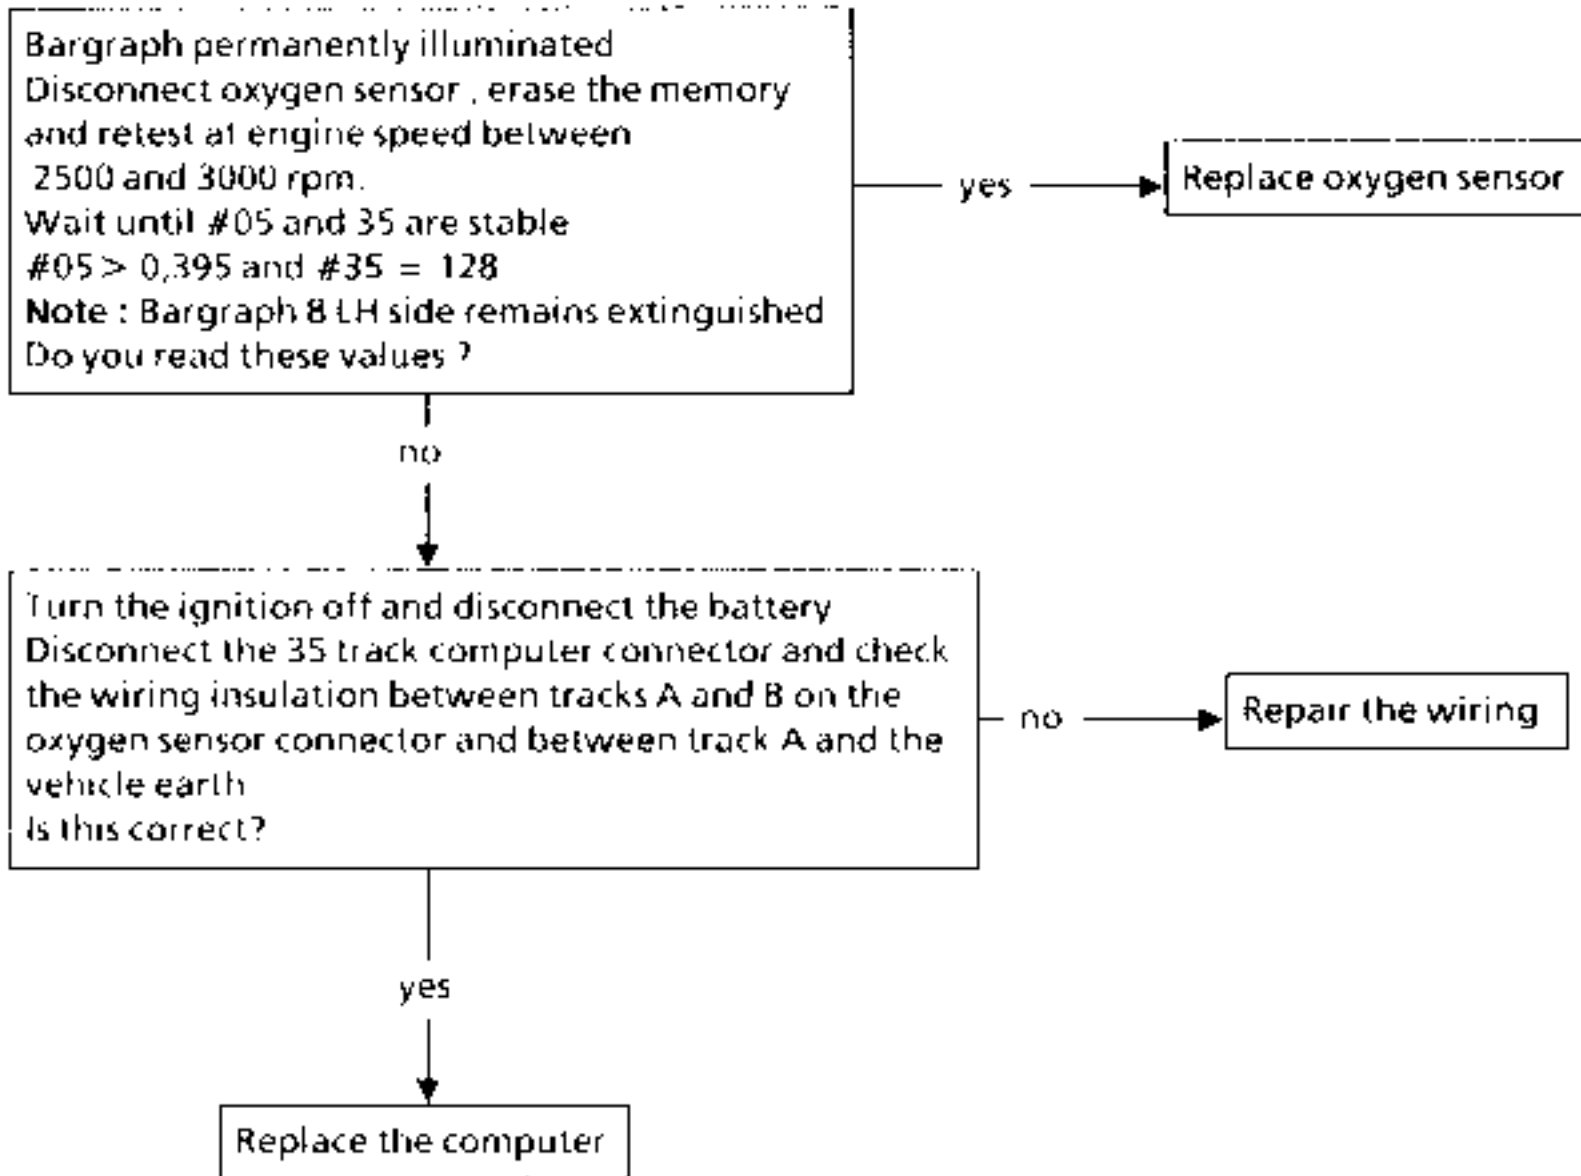 Bargraph permanently illuminated
Disconnect oxygen sensor , erase the memory
and retest at engine speed between
2500 and 3000 rpm.
Wait until #05 and 35 are stable
#05 > 0,395 and #35 = 128
Note : Bargraph 8 LH side remains extinguished
Do you read these values ?
yes
Replace oxygen sensor
no
Turn the ignition off and disconnect the battery
Disconnect the 35 track computer connector and check
the wiring insulation between tracks A and B on the
oxygen sensor connector and between track A and the
vehicle earth
Is this correct?
no
Repair the wiring
yes
Replace the computer